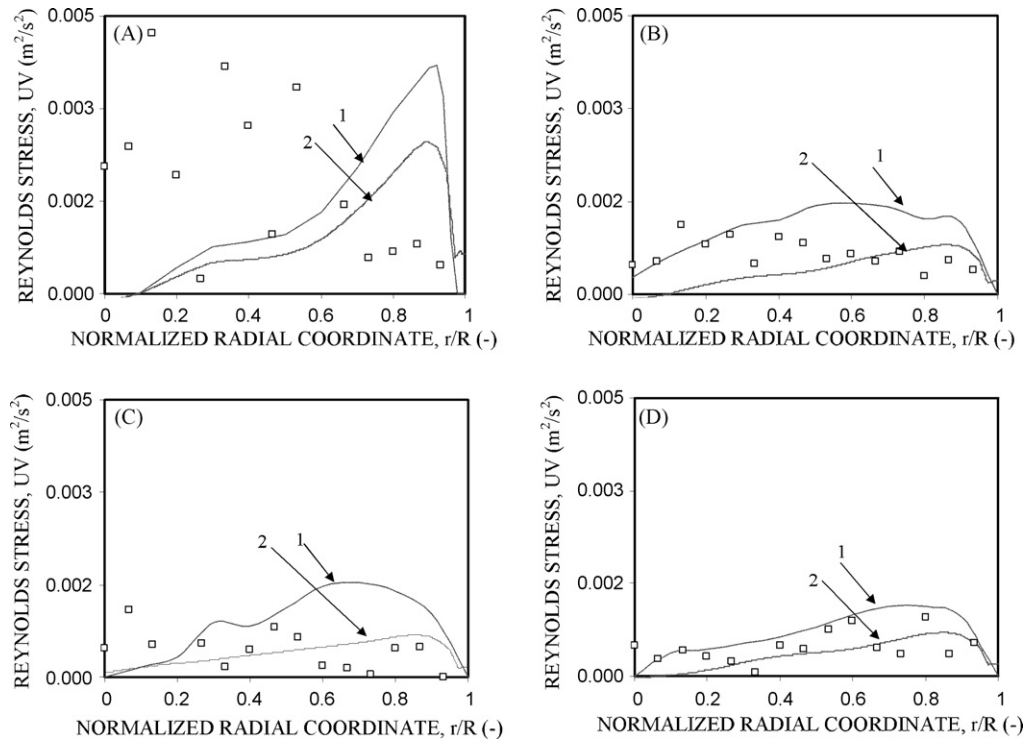 (A)
REYNOLDS STRESS, UV (m²/s²)
0.005
0.003
0.002
0.000
1
2
0 0.2 0.4 0.6 0.8 1
NORMALIZED RADIAL COORDINATE, r/R (-)
(B)
REYNOLDS STRESS, UV (m²/s²)
0.005
0.003
0.002
0.000
2
1
0 0.2 0.4 0.6 0.8 1
NORMALIZED RADIAL COORDINATE, r/R (-)
(C)
REYNOLDS STRESS, UV (m²/s²)
0.005
0.003
0.002
0.000
2
1
0 0.2 0.4 0.6 0.8 1
NORMALIZED RADIAL COORDINATE, r/R (-)
(D)
REYNOLDS STRESS, UV (m²/s²)
0.005
0.003
0.002
0.000
1
2
0 0.2 0.4 0.6 0.8 1
NORMALIZED RADIAL COORDINATE, r/R (-)